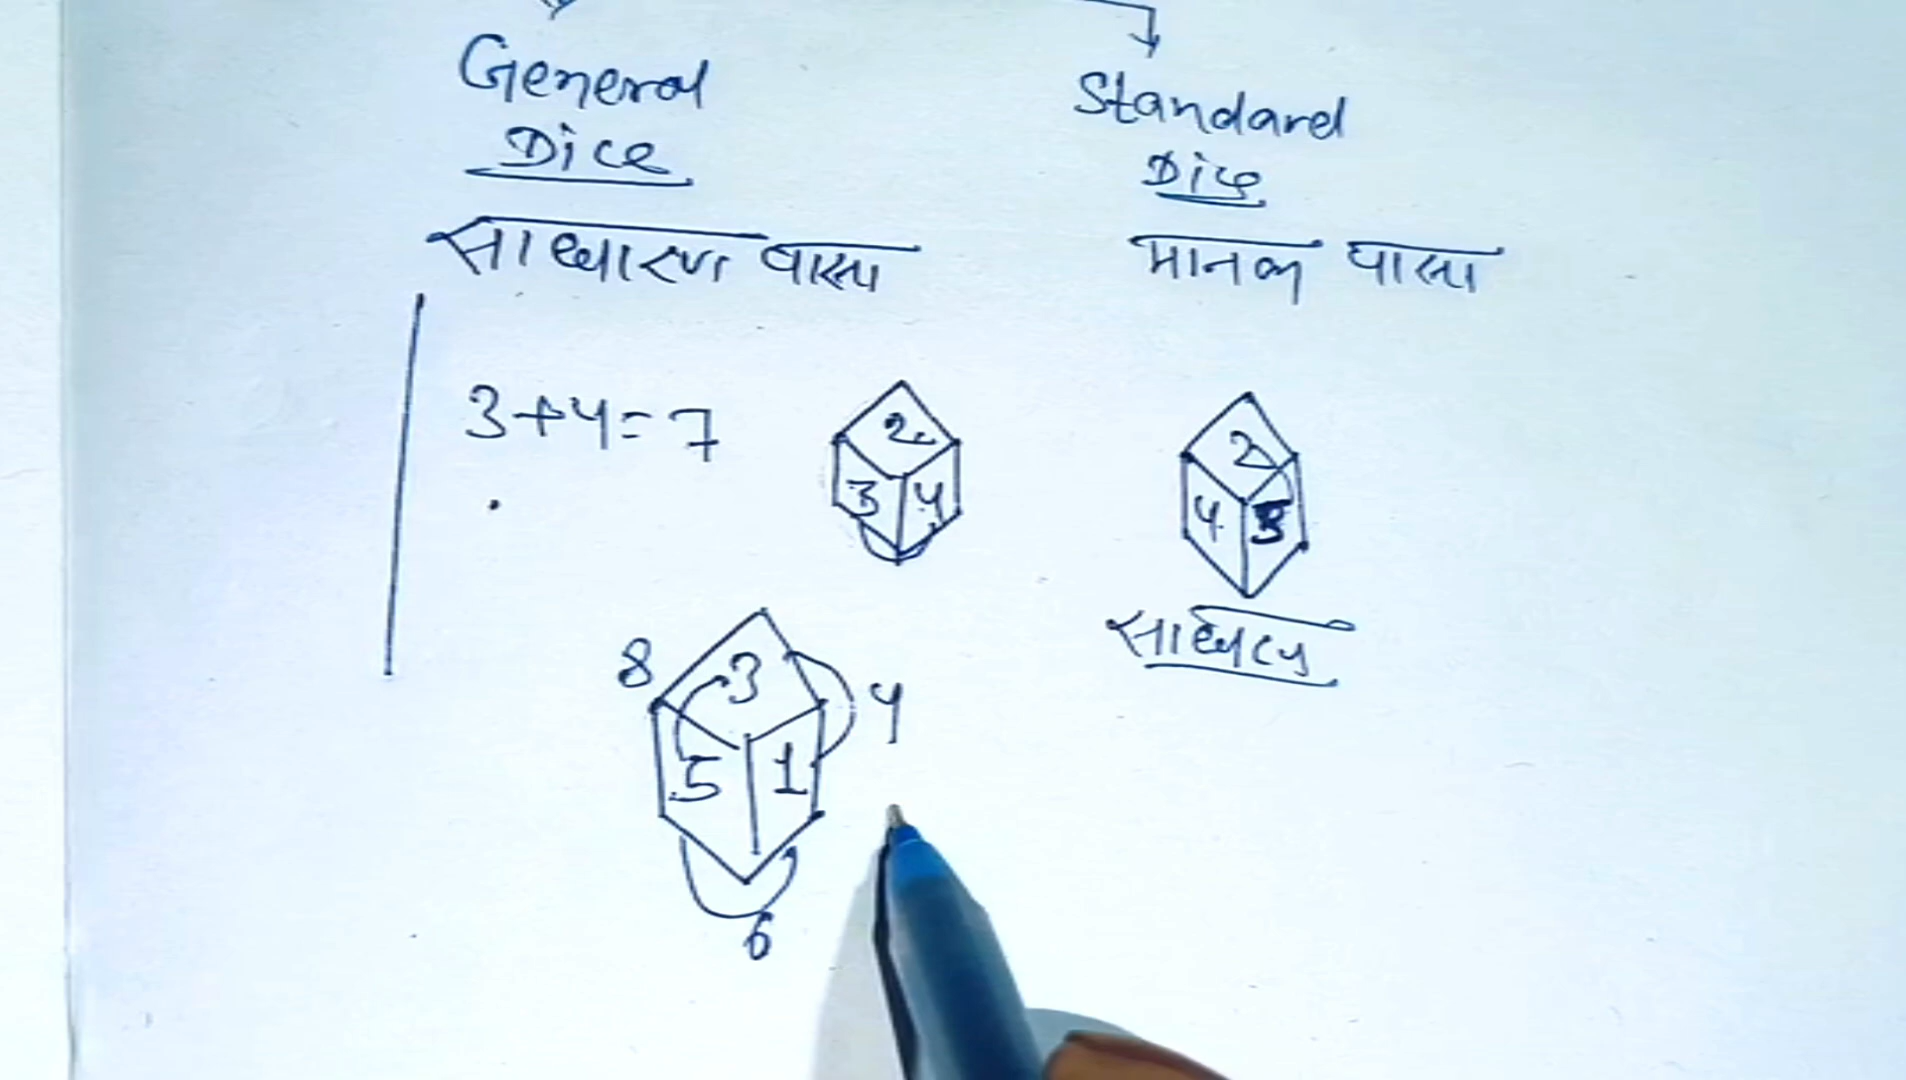 General
Dice
Standard
Dice
साधारण पासा
मानक पासा
3+4=7
2
3 4
2
4
साधारण
8
3
4
5 1
6